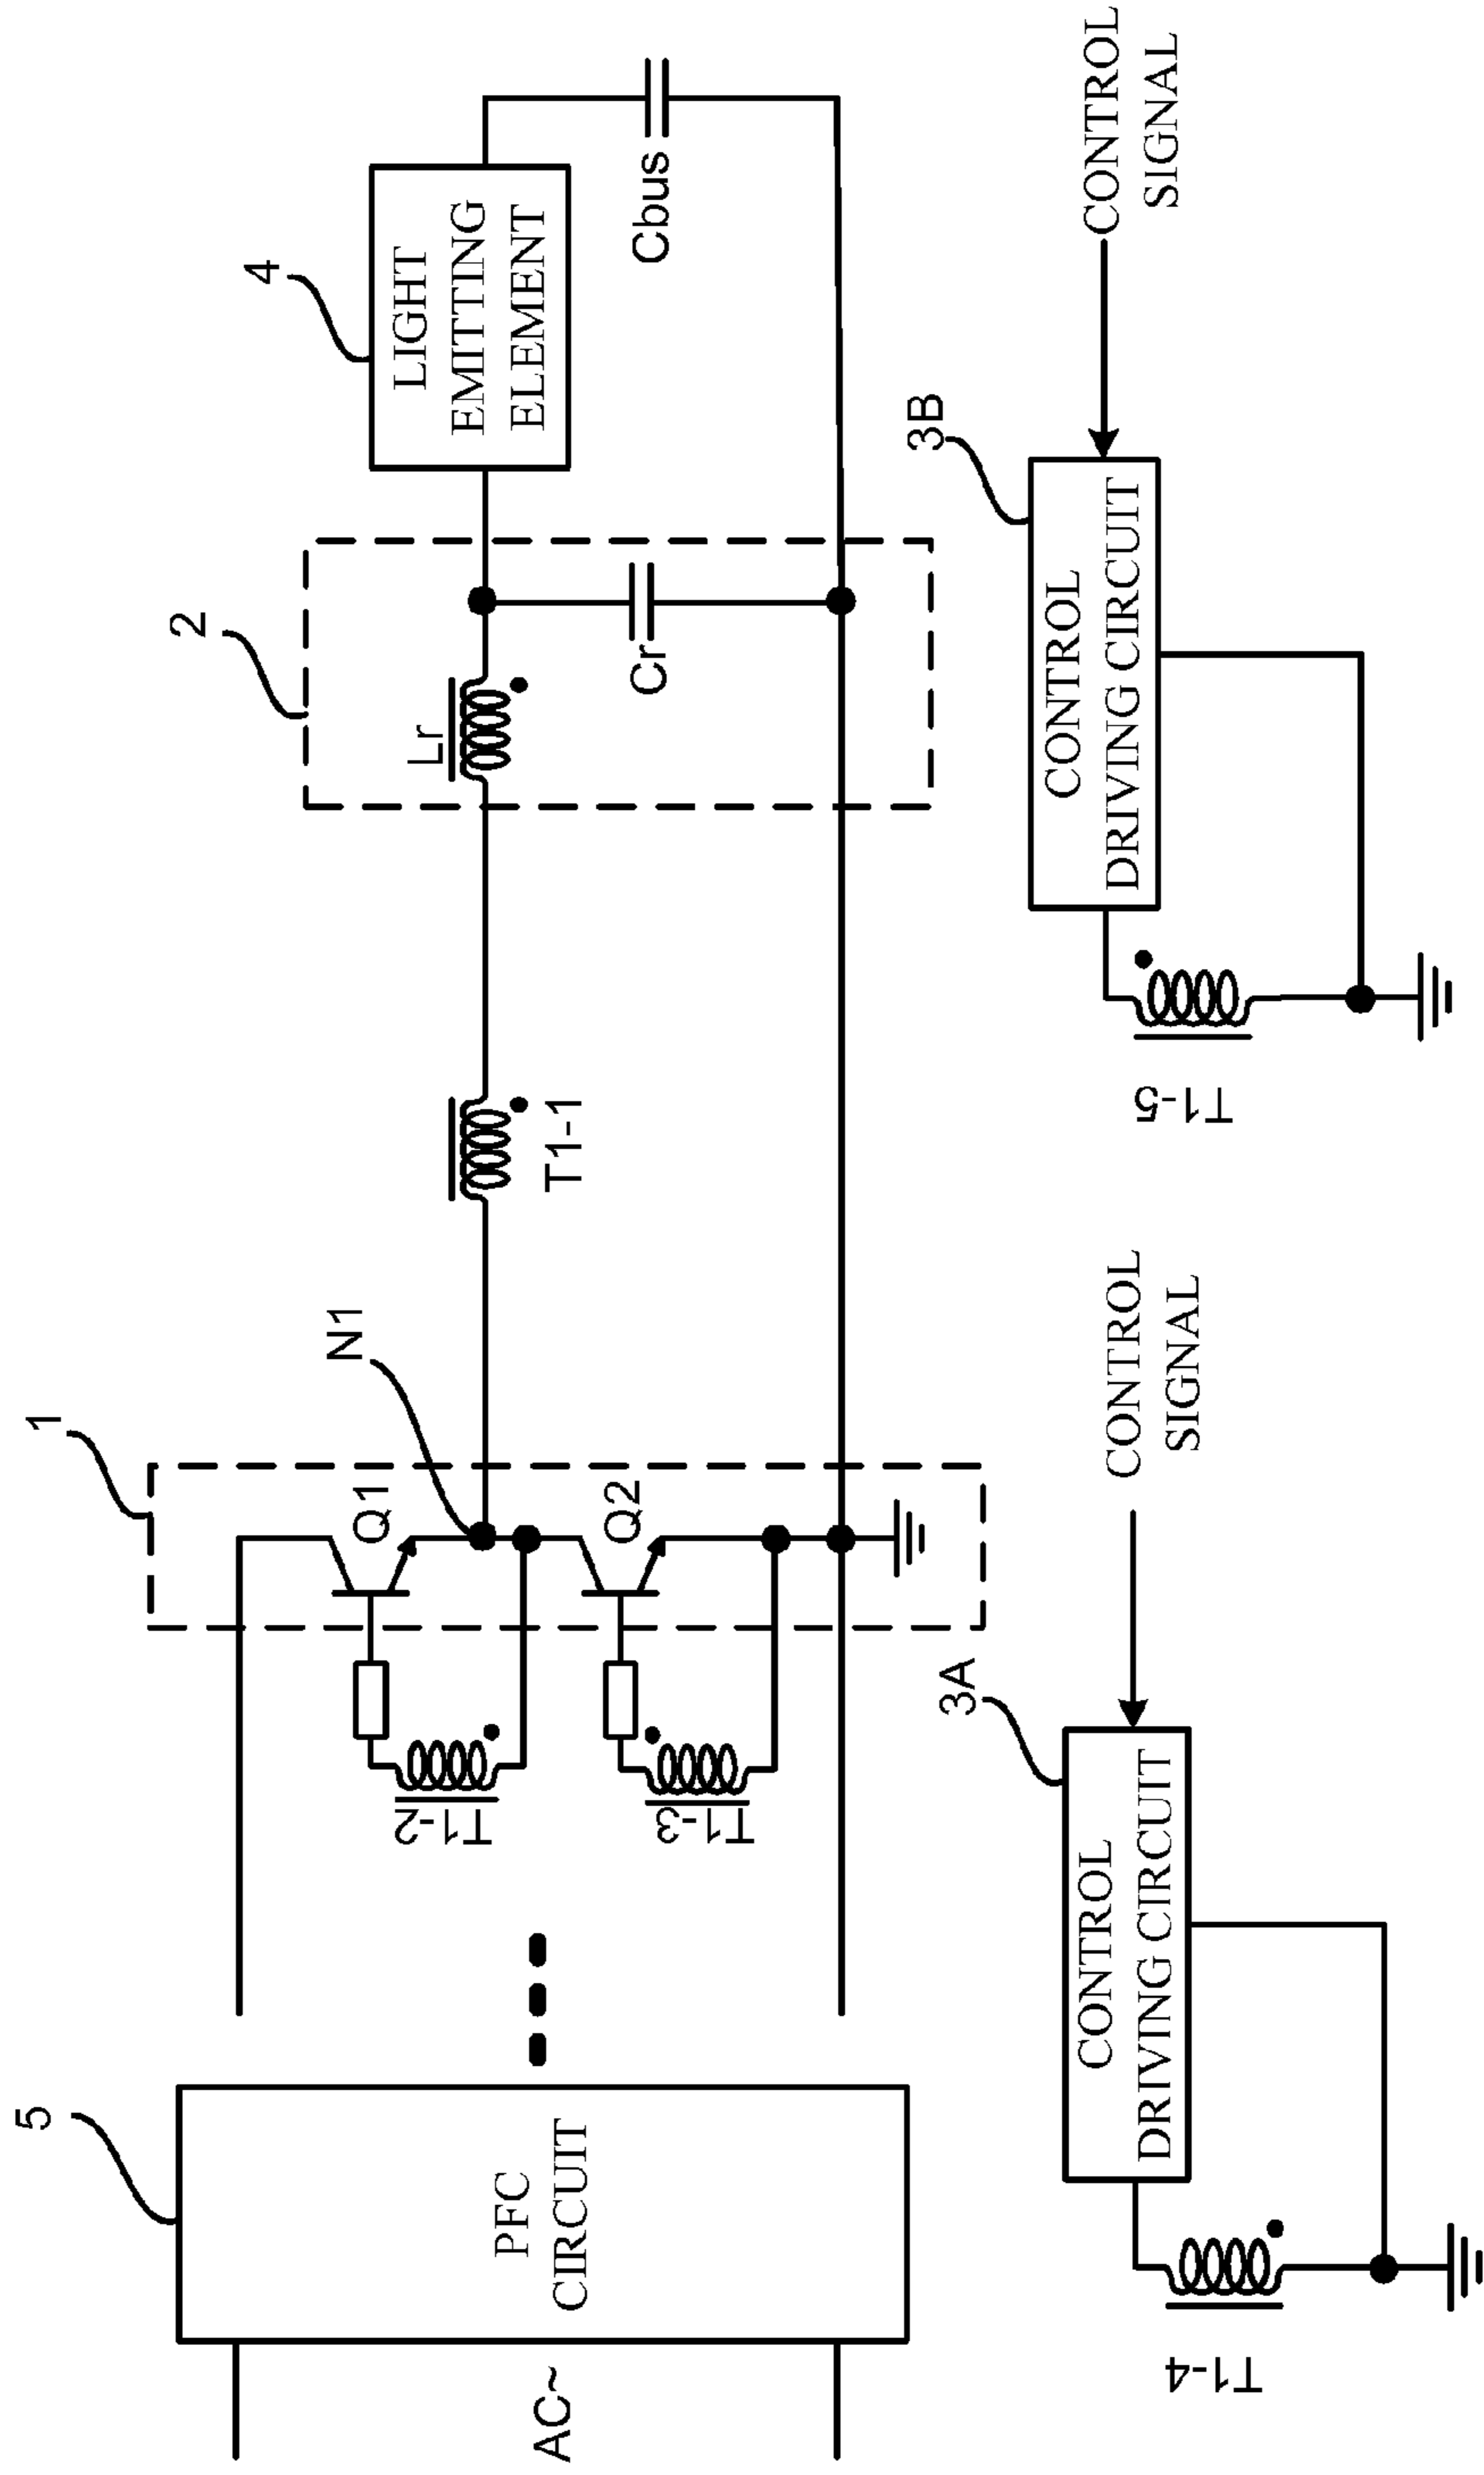 5
1
N1
2
4
AC~
PFC
CIRCUIT
T1-2
Q1
T1-3
Q2
T1-1
Lr
Cr
LIGHT
EMITTING
ELEMENT
Cbus
3A
T1-4
CONTROL
DRIVING CIRCUIT
CONTROL
SIGNAL
3B
T1-5
CONTROL
DRIVING CIRCUIT
CONTROL
SIGNAL